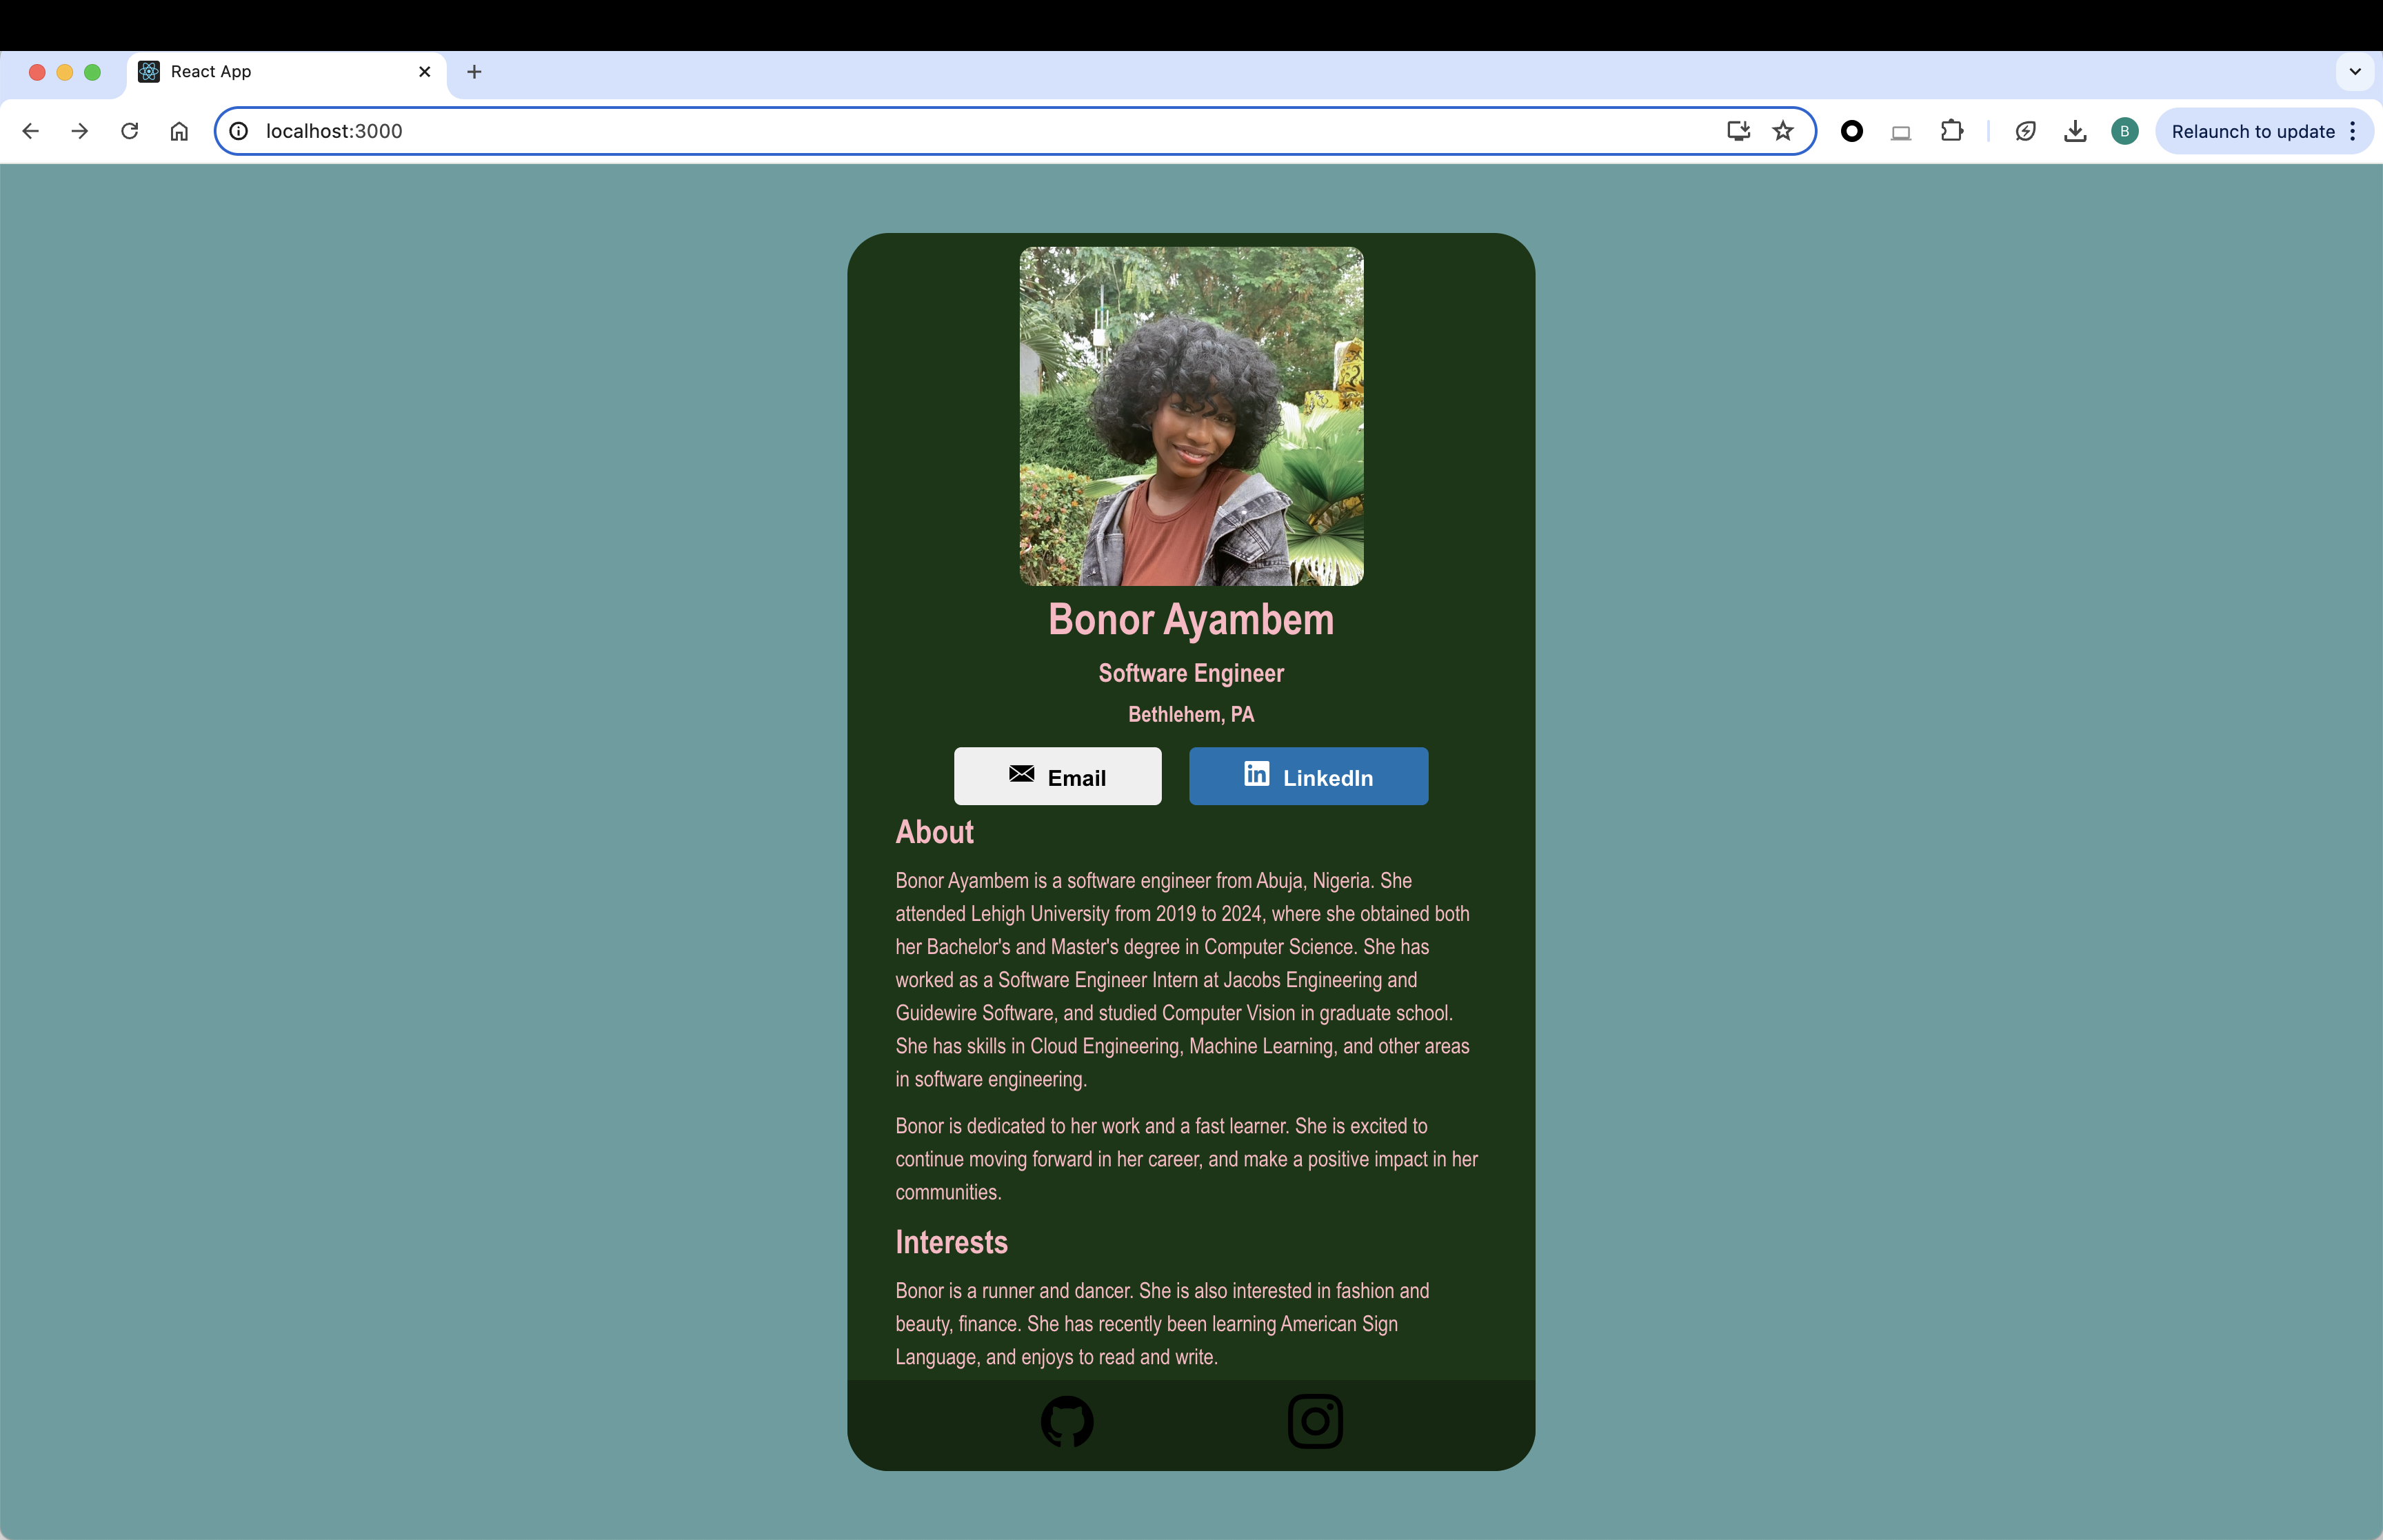 React App
localhost:3000
B
Relaunch to update
Bonor Ayambem
Software Engineer
Bethlehem, PA
Email
in LinkedIn
About
Bonor Ayambem is a software engineer from Abuja, Nigeria. She
attended Lehigh University from 2019 to 2024, where she obtained both
her Bachelor's and Master's degree in Computer Science. She has
worked as a Software Engineer Intern at Jacobs Engineering and
Guidewire Software, and studied Computer Vision in graduate school.
She has skills in Cloud Engineering, Machine Learning, and other areas
in software engineering.
Bonor is dedicated to her work and a fast learner. She is excited to
continue moving forward in her career, and make a positive impact in her
communities.
Interests
Bonor is a runner and dancer. She is also interested in fashion and
beauty, finance. She has recently been learning American Sign
Language, and enjoys to read and write.